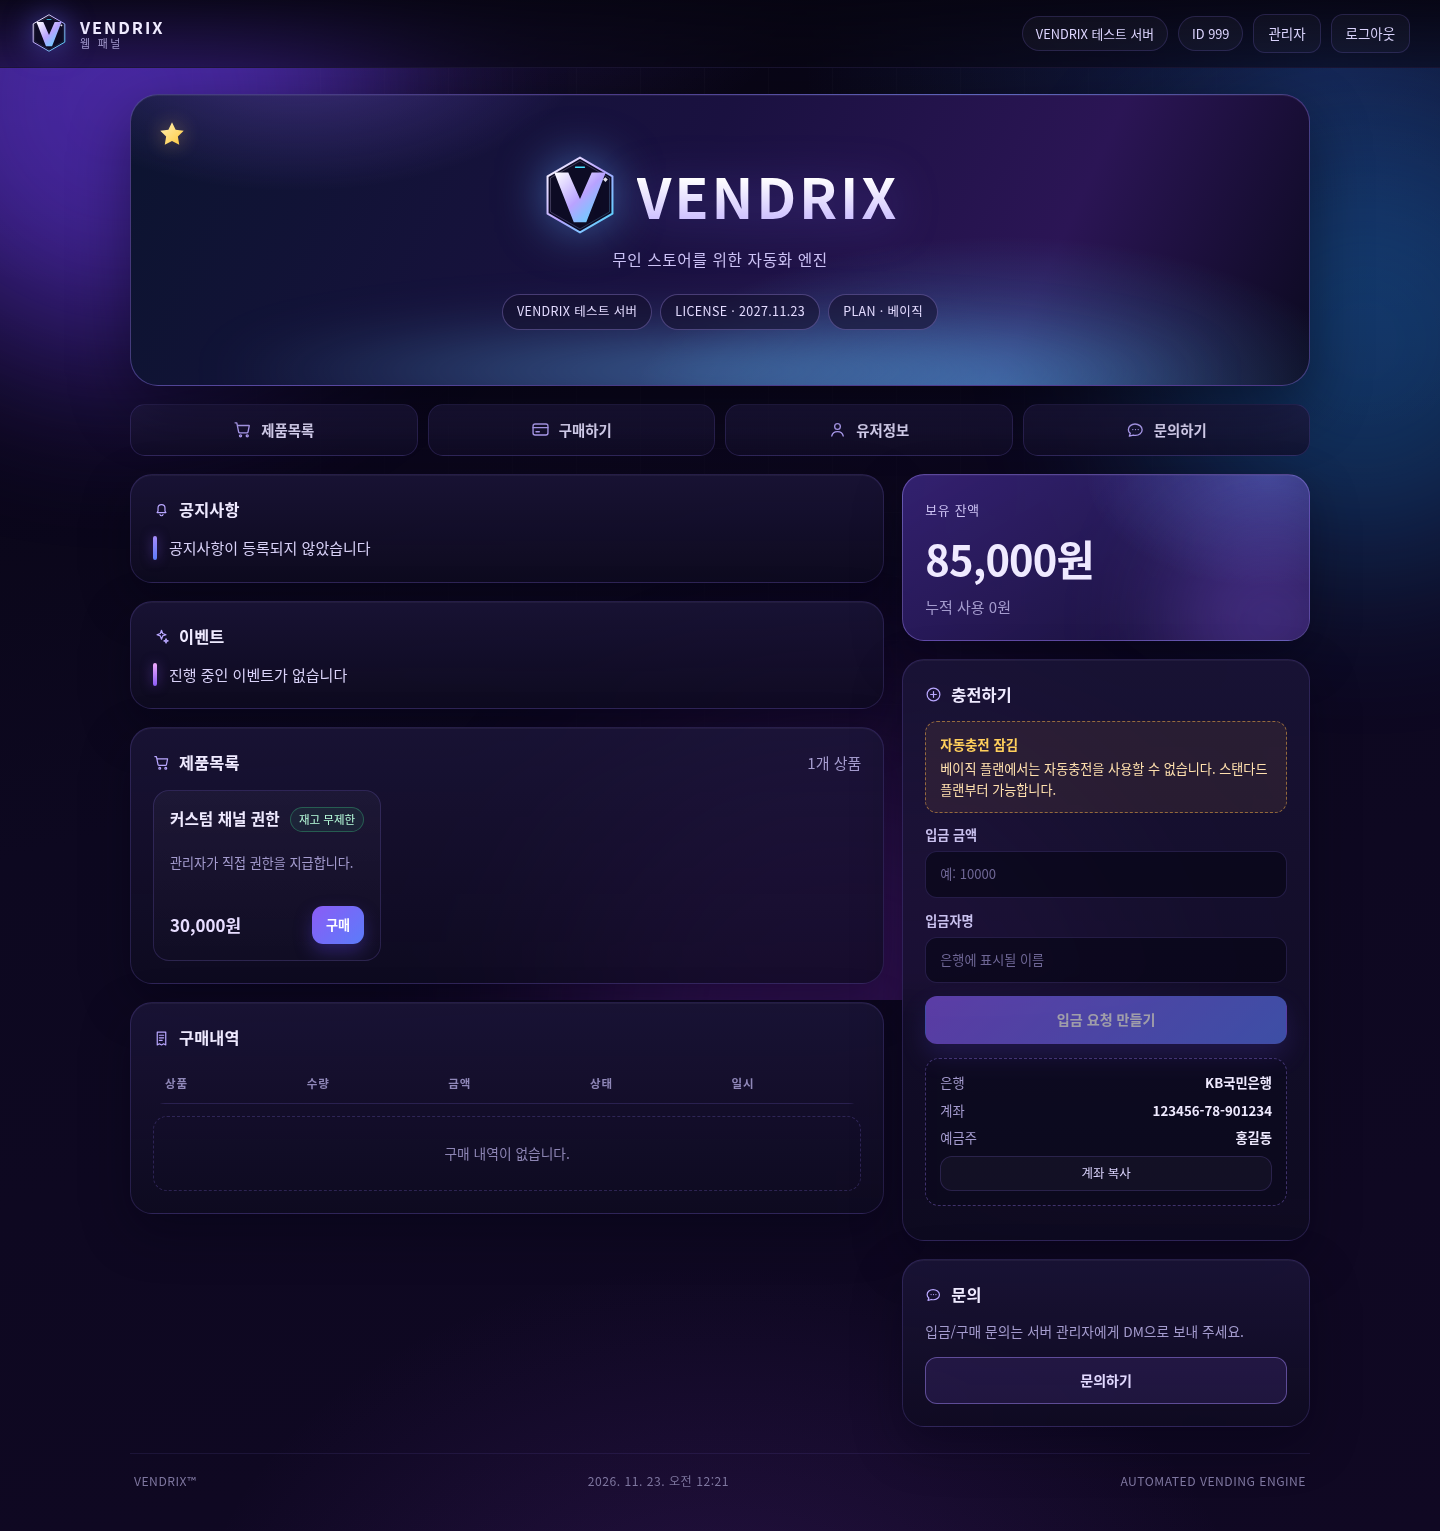 VENDRIX
웹 패널
VENDRIX 테스트 서버
ID 999
관리자
로그아웃
VENDRIX
무인 스토어를 위한 자동화 엔진
VENDRIX 테스트 서버
LICENSE · 2027.11.23
PLAN · 베이직
제품목록
구매하기
유저정보
문의하기
공지사항
공지사항이 등록되지 않았습니다
이벤트
진행 중인 이벤트가 없습니다
제품목록
1개 상품
커스텀 채널 권한
재고 무제한
관리자가 직접 권한을 지급합니다.
30,000원
구매
구매내역
상품 수량 금액 상태 일시
구매 내역이 없습니다.
보유 잔액
85,000원
누적 사용 0원
충전하기
자동충전 잠김
베이직 플랜에서는 자동충전을 사용할 수 없습니다. 스탠다드
플랜부터 가능합니다.
입금 금액
예: 10000
입금자명
은행에 표시될 이름
입금 요청 만들기
은행 KB국민은행
계좌 123456-78-901234
예금주 홍길동
계좌 복사
문의
입금/구매 문의는 서버 관리자에게 DM으로 보내 주세요.
문의하기
VENDRIX™
2026. 11. 23. 오전 12:21
AUTOMATED VENDING ENGINE